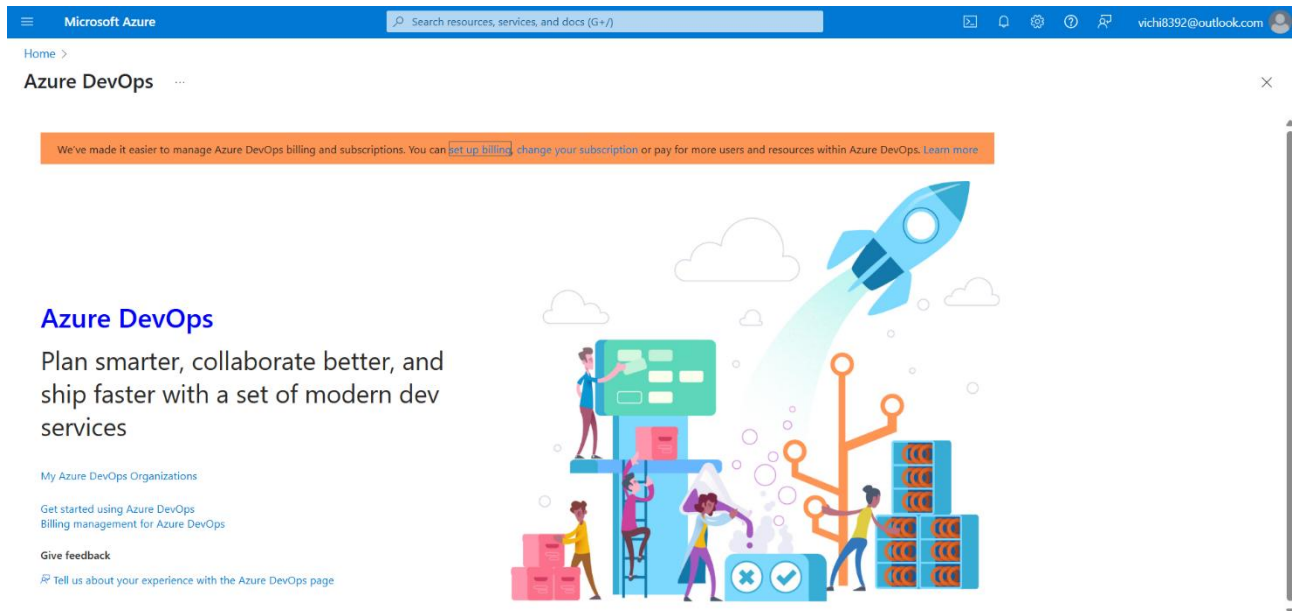 Microsoft Azure
Search resources, services, and docs (G+/)
vichi8392@outlook.com
Home >
Azure DevOps ...
We've made it easier to manage Azure DevOps billing and subscriptions. You can set up billing, change your subscription or pay for more users and resources within Azure DevOps. Learn more
Azure DevOps
Plan smarter, collaborate better, and
ship faster with a set of modern dev
services
My Azure DevOps Organizations
Get started using Azure DevOps
Billing management for Azure DevOps
Give feedback
Tell us about your experience with the Azure DevOps page